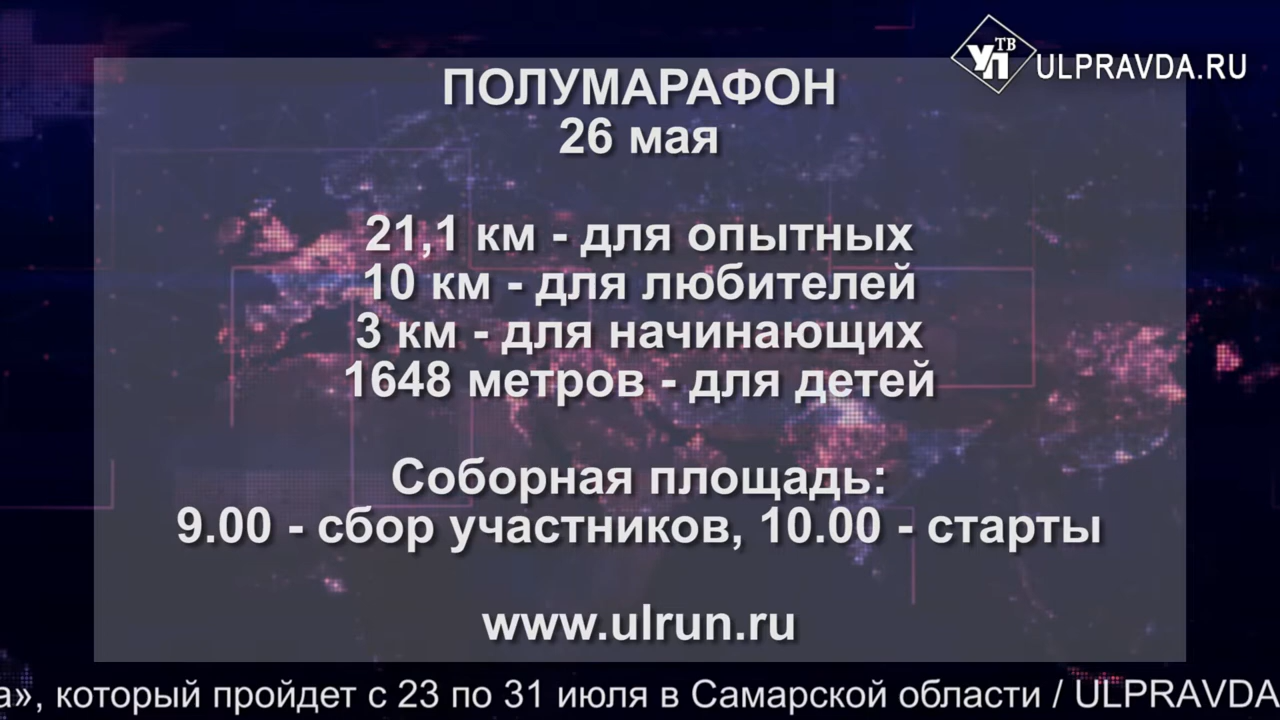 УП ТВ ULPRAVDA.RU
ПОЛУМАРАФОН
26 мая
21,1 км - для опытных
10 км - для любителей
3 км - для начинающих
1648 метров - для детей
Соборная площадь:
9.00 - сбор участников, 10.00 - старты
www.ulrun.ru
а», который пройдет с 23 по 31 июля в Самарской области / ULPRAVDA